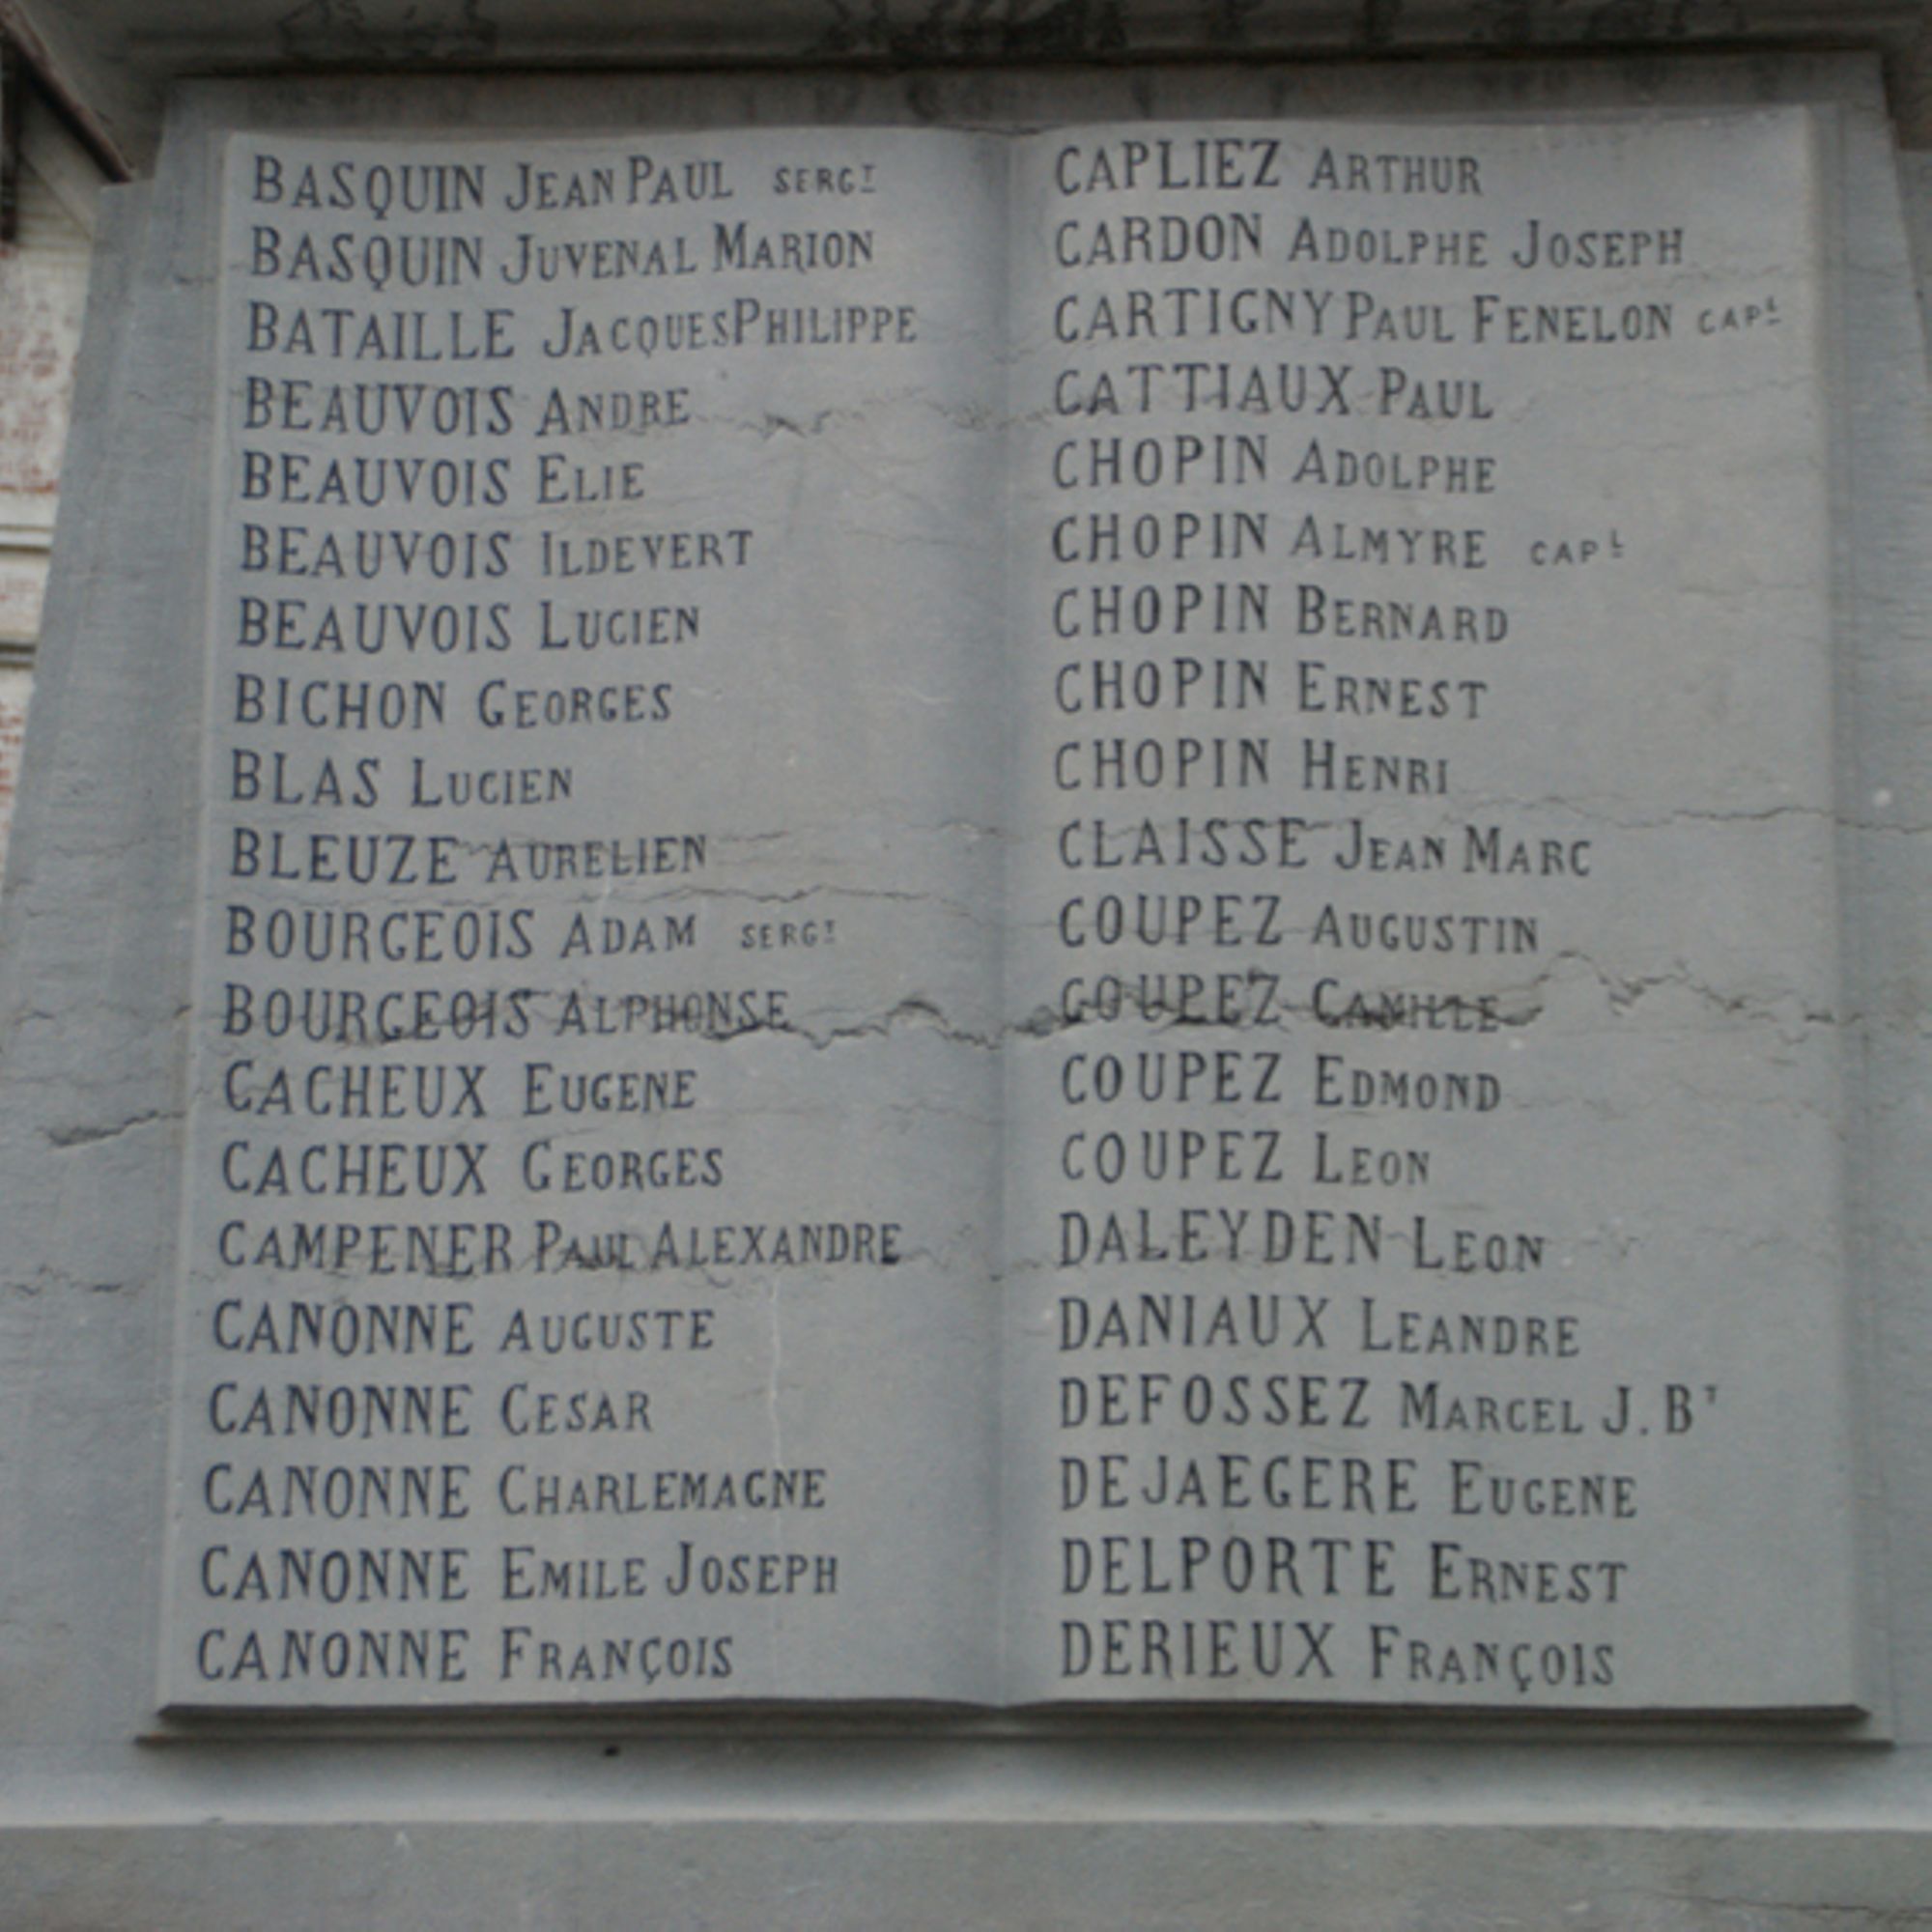 BASQUIN JEAN PAUL SERGT
BASQUIN JUVENAL MARION
BATAILLE JACQUES PHILIPPE
BEAUVOIS ANDRE
BEAUVOIS ELIE
BEAUVOIS ILDEVERT
BEAUVOIS LUCIEN
BICHON GEORGES
BLAS LUCIEN
BLEUZE AURELIEN
BOURGEOIS ADAM SERGT
BOURGEOIS ALPHONSE
CACHEUX EUGENE
CACHEUX GEORGES
CAMPENER PAUL ALEXANDRE
CANONNE AUGUSTE
CANONNE CESAR
CANONNE CHARLEMAGNE
CANONNE EMILE JOSEPH
CANONNE FRANÇOIS
CAPLIEZ ARTHUR
CARDON ADOLPHE JOSEPH
CARTIGNY PAUL FENELON CAPL
CATTIAUX PAUL
CHOPIN ADOLPHE
CHOPIN ALMYRE CAPL
CHOPIN BERNARD
CHOPIN ERNEST
CHOPIN HENRI
CLAISSE JEAN MARC
COUPEZ AUGUSTIN
COUPEZ CAMILLE
COUPEZ EDMOND
COUPEZ LEON
DALEYDEN LEON
DANIAUX LEANDRE
DEFOSSEZ MARCEL J. BT
DEJAEGERE EUGENE
DELPORTE ERNEST
DERIEUX FRANÇOIS